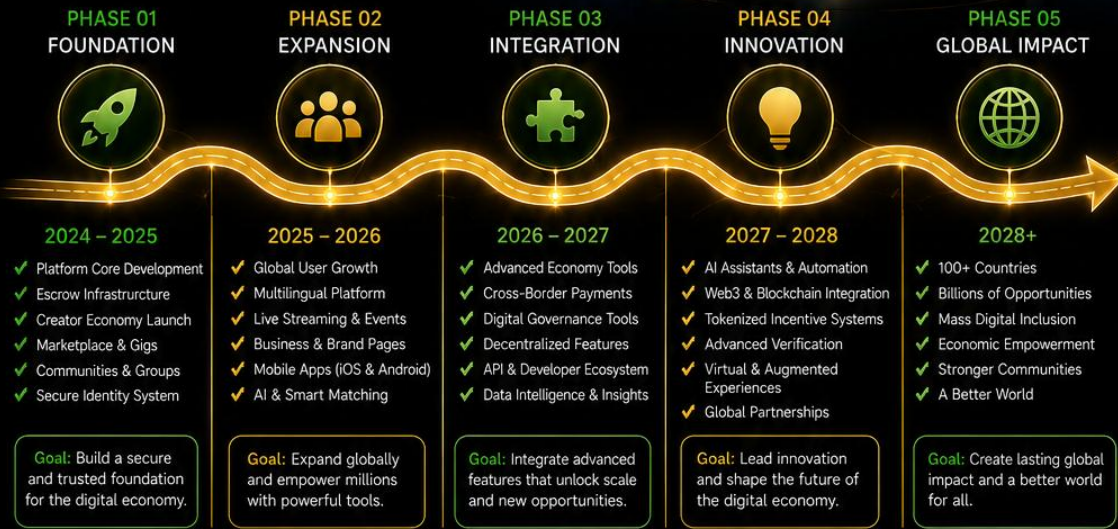 PHASE 01
FOUNDATION
2024 – 2025
Platform Core Development
Escrow Infrastrurcture
Creator Economy Launch
Marketplace & Gigs
Communities & Groups
Secure Identity System
Goal: Build a secure
and trusted foundation
for the digital economy.
PHASE 02
EXPANSION
2025 – 2026
Global User Growth
Multilingual Platform
Live Streaming & Events
Business & Brand Pages
Mobile Apps (iOS & Android)
AI & Smart Matching
Goal: Expand globally
and empower millions
with powerful tools.
PHASE 03
INTEGRATION
2026 – 2027
Advanced Economy Tools
Cross-Border Payments
Digital Governance Tools
Decentralized Features
API & Developer Ecosystem
Data Intelligence & Insights
Goal: Integrate advanced
features that unlock scale
and new opportunities.
PHASE 04
INNOVATION
2027 – 2028
AI Assistants & Automation
Web3 & Blockchain Integration
Tokenized Incentive Systems
Advanced Verification
Virtual & Augmented
Experiences
Global Partnerships
Goal: Lead innovation
and shape the future of
the digital economy.
PHASE 05
GLOBAL IMPACT
2028+
100+ Countries
Billions of Opportunities
Mass Digital Inclusion
Economic Empowerment
Stronger Communities
A Better World
Goal: Create lasting global
impact and a better world
for all.